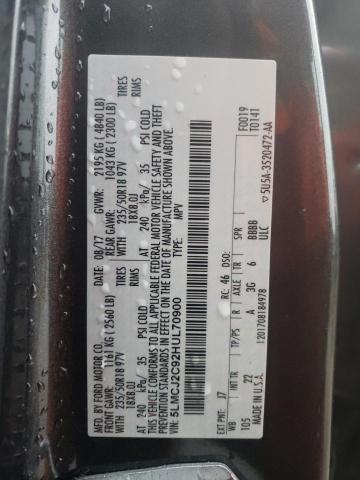 MFD. BY FORD MOTOR CO.
DATE: 08/17 GVWR: 2195 KG ( 4840 LB)
FRONT GAWR: 1161 KG ( 2560 LB) REAR GAWR: 1043 KG ( 2300 LB)
WITH 235/50R18 97V TIRES WITH 235/50R18 97V TIRES
18X8.0J RIMS 18X8.0J RIMS
AT 240 kPa/ 35 PSI COLD AT 240 kPa/ 35 PSI COLD
THIS VEHICLE CONFORMS TO ALL APPLICABLE FEDERAL MOTOR VEHICLE SAFETY AND THEFT
PREVENTION STANDARDS IN EFFECT ON THE DATE OF MANUFACTURE SHOWN ABOVE.
VIN: 5LMCJ2C92HUL70900 TYPE: MPV
F0019
T0141
EXT PNT: J7 RC: 46 DSO:
WB INT TR TP/PS R AXLE TR SPR
105 22 A 3G 6 BBBB
ULC
MADE IN U.S.A. 1201708184978 5U5A-3520472-AA